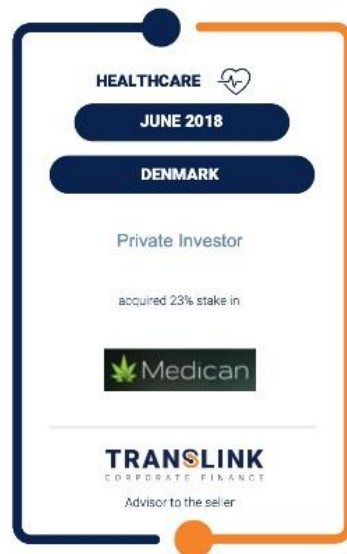 HEALTHCARE
JUNE 2018
DENMARK
Private Investor
acquired 23% stake in
Medican
TRANSLINK
CORPORATE FINANCE
Advisor to the seller